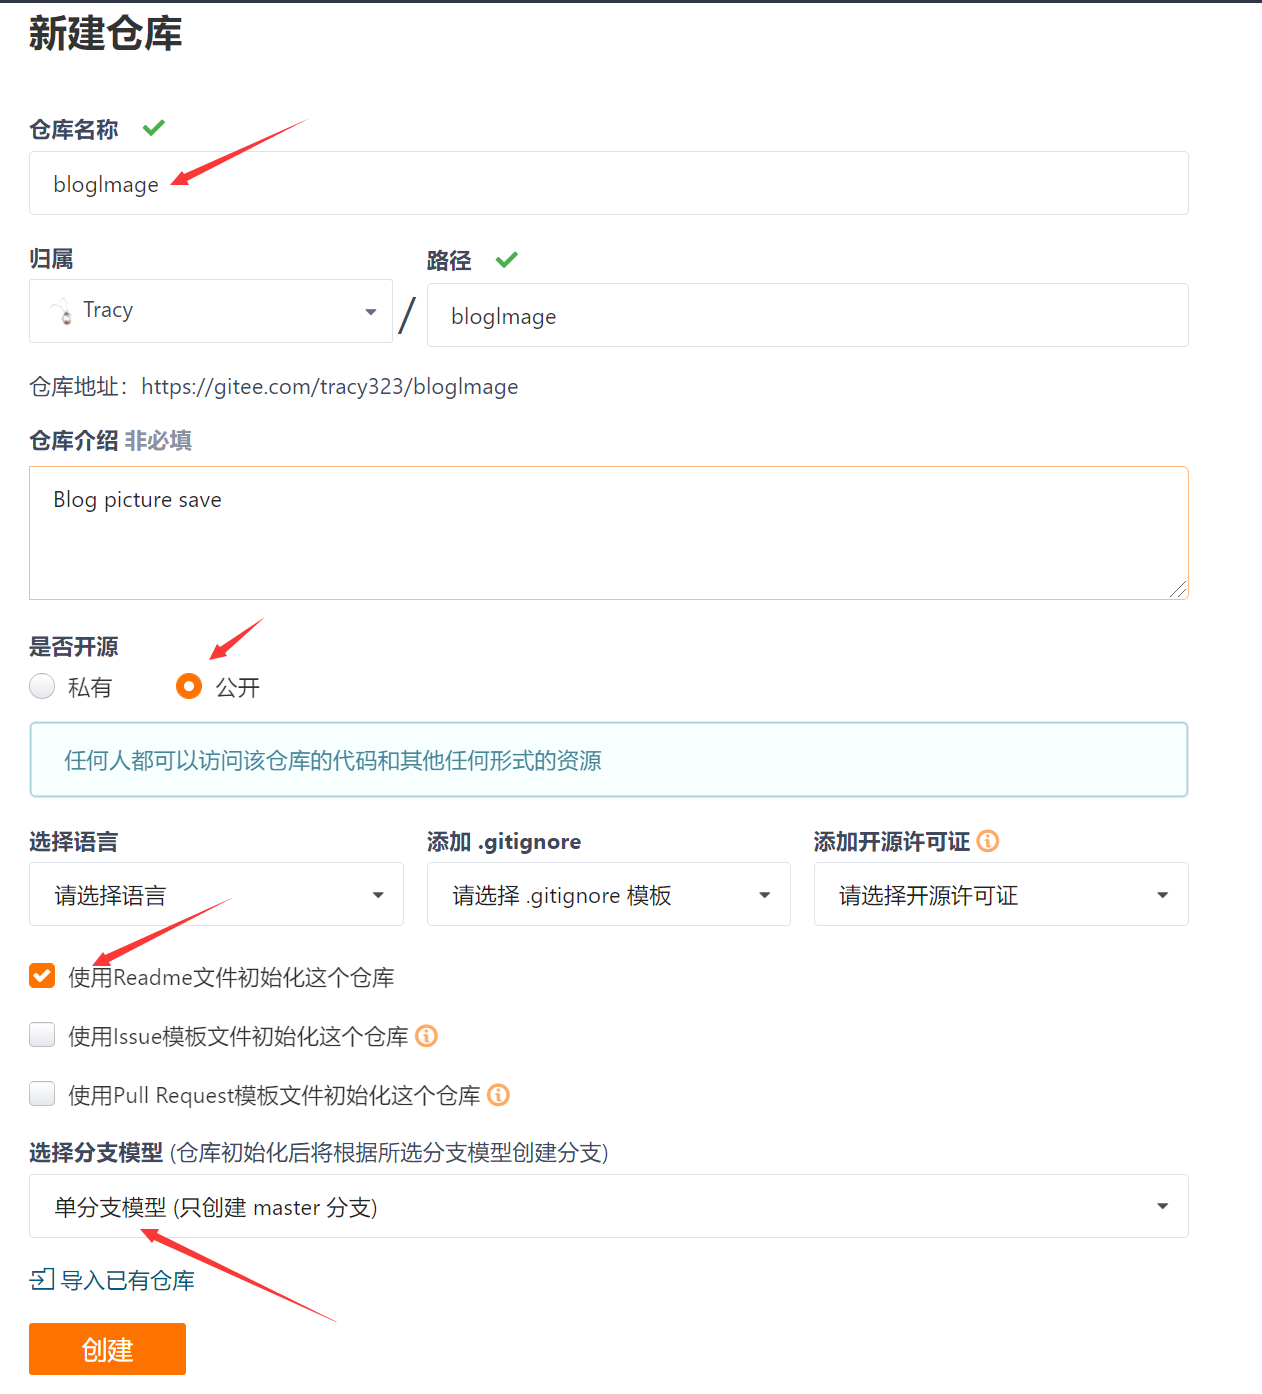 新建仓库
仓库名称
blogImage
归属
路径
Tracy
/
blogImage
仓库地址：https://gitee.com/tracy323/blogImage
仓库介绍 非必填
Blog picture save
是否开源
私有
公开
任何人都可以访问该仓库的代码和其他任何形式的资源
选择语言
添加 .gitignore
添加开源许可证
请选择语言
请选择 .gitignore 模板
请选择开源许可证
使用Readme文件初始化这个仓库
使用Issue模板文件初始化这个仓库
使用Pull Request模板文件初始化这个仓库
选择分支模型 (仓库初始化后将根据所选分支模型创建分支)
单分支模型 (只创建 master 分支)
导入已有仓库
创建